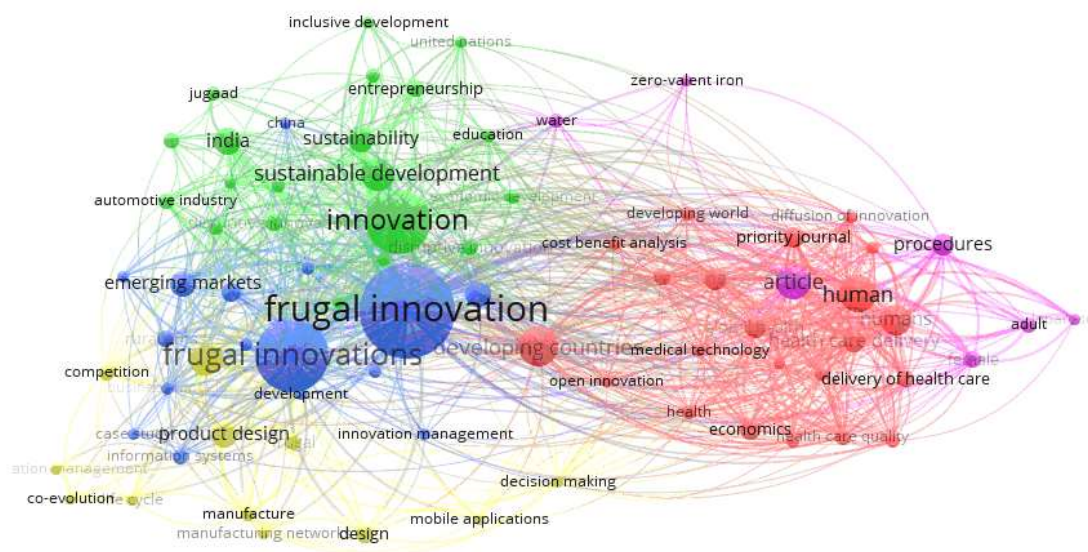 inclusive development
united nations
zero-valent iron
jugaad
entrepreneurship
china
water
india
sustainability
education
sustainable development
automotive industry
innovation
developing world
diffusion of innovation
cost benefit analysis
priority journal
procedures
emerging markets
article
human
frugal innovation
humans
adult
frugal innovations
developing countries
medical technology
health care delivery
female
competition
open innovation
delivery of health care
development
health
product design
innovation management
economics
health care quality
information systems
decision making
co-evolution
manufacture
mobile applications
manufacturing network
design